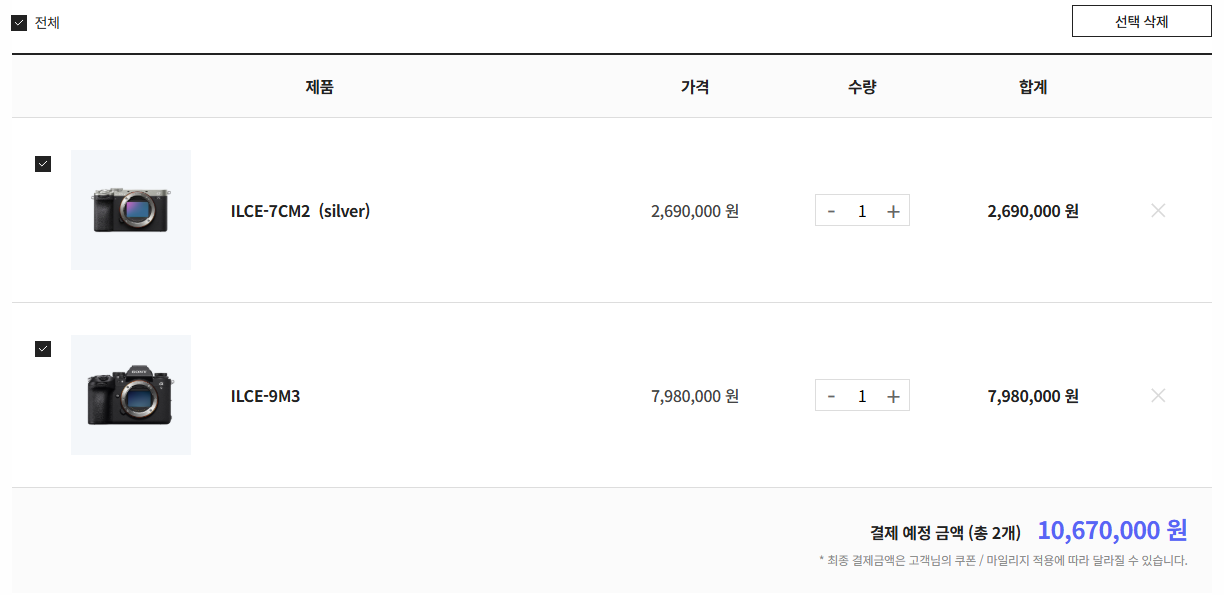 전체
선택 삭제
제품 가격 수량 합계
ILCE-7CM2 (silver) 2,690,000 원 - 1 + 2,690,000 원
SONY
ILCE-9M3 7,980,000 원 - 1 + 7,980,000 원
결제 예정 금액 (총 2개) 10,670,000 원
* 최종 결제금액은 고객님의 쿠폰 / 마일리지 적용에 따라 달라질 수 있습니다.